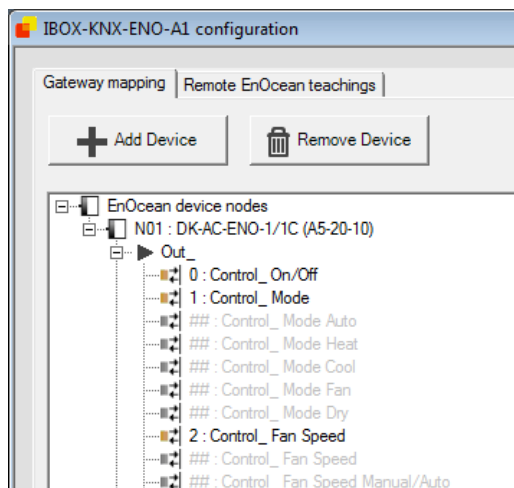 IBOX-KNX-ENO-A1 configuration
Gateway mapping Remote EnOcean teachings
Add Device Remove Device
EnOcean device nodes
N01 : DK-AC-ENO-1/1C (A5-20-10)
Out_
0 : Control_ On/Off
1 : Control_ Mode
## : Control_ Mode Auto
## : Control_ Mode Heat
## : Control_ Mode Cool
## : Control_ Mode Fan
## : Control_ Mode Dry
2 : Control_ Fan Speed
## : Control_ Fan Speed
## : Control_ Fan Speed Manual/Auto